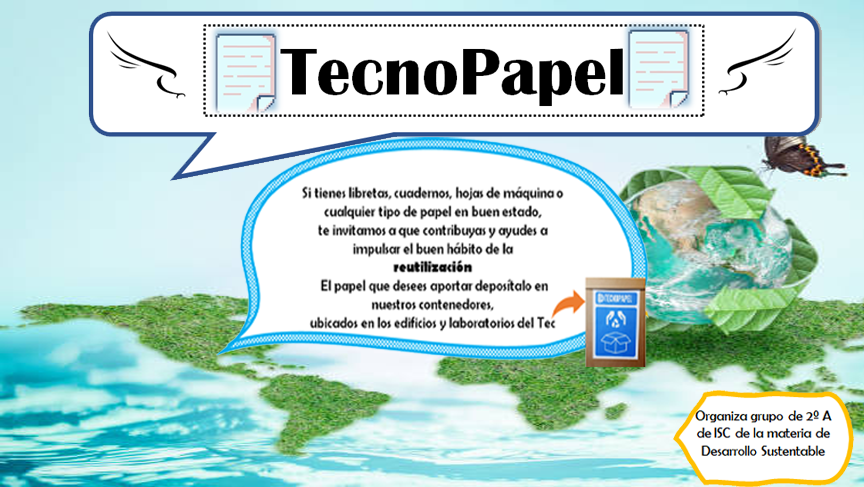 TecnoPapel
Si tienes libretas, cuadernos, hojas de máquina o
cualquier tipo de papel en buen estado,
te invitamos a que contribuyas y ayudes a
impulsar el buen hábito de la
reutilización
El papel que desees aportar depositalo en
nuestros contenedores,
ubicados en los edificios y laboratorios del Tec
TECNOPAPEL
Organiza grupo de 2º A
de ISC de la materia de
Desarrollo Sustentable